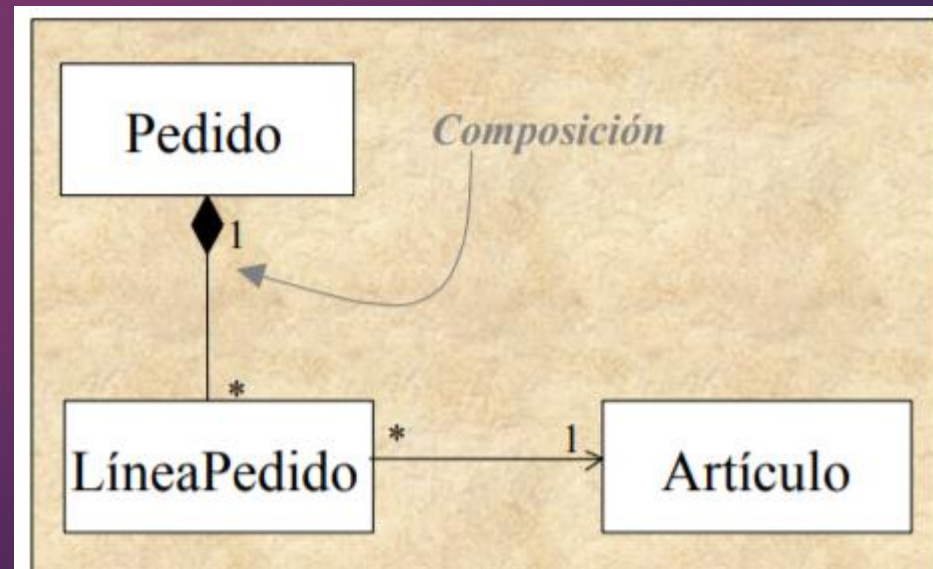 Pedido
Composición
1
*
LíneaPedido
*
1
Artículo